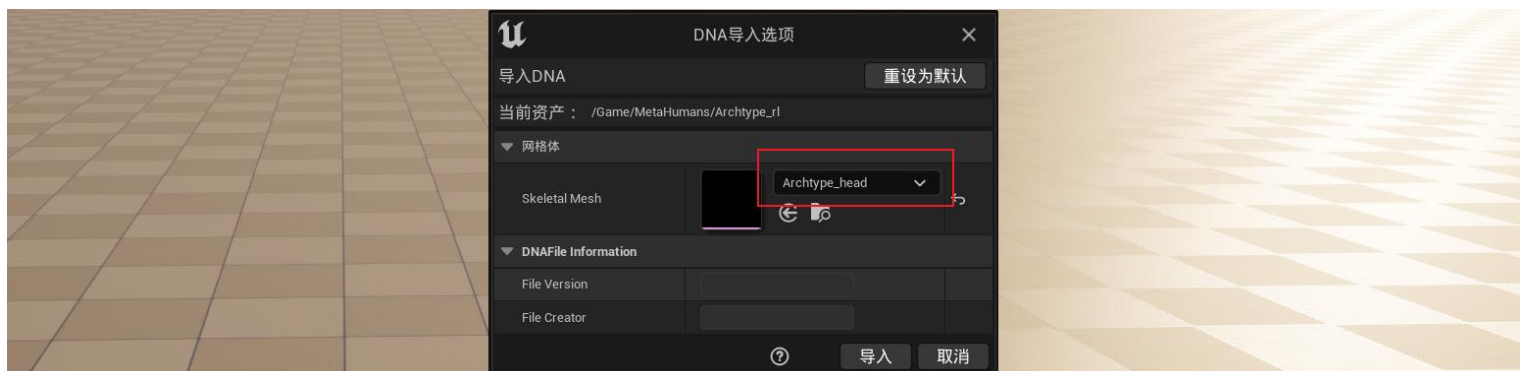 DNA导入选项
导入DNA 重设为默认
当前资产： /Game/MetaHumans/Archtype_rl
网格体
Skeletal Mesh Archtype_head
DNAFile Information
File Version
File Creator
导入 取消